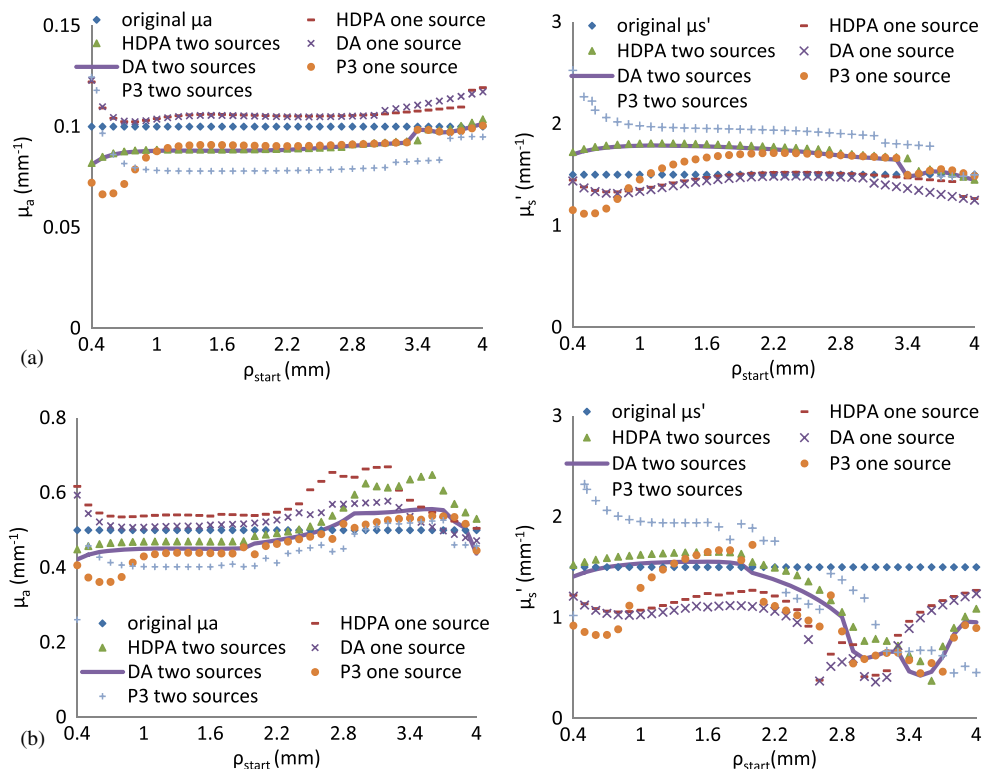 0.15
original µa
HDPA one source
HDPA two sources
DA one source
DA two sources
P3 one source
P3 two sources
0.1
0.05
0
µa (mm-1)
0.4 1 1.6 2.2 2.8 3.4 4
ρstart (mm)
(a)
3
original µs'
HDPA one source
HDPA two sources
DA one source
DA two sources
P3 one source
P3 two sources
2
1
0
µs' (mm-1)
0.4 1 1.6 2.2 2.8 3.4 4
ρstart (mm)
0.8
0.6
0.4
0.2
0
µa (mm-1)
original µa
HDPA one source
HDPA two sources
DA one source
DA two sources
P3 one source
P3 two sources
0.4 1 1.6 2.2 2.8 3.4 4
ρstart (mm)
(b)
3
original µs'
HDPA one source
HDPA two sources
DA one source
DA two sources
P3 one source
P3 two sources
2
1
0
µs' (mm-1)
0.4 1 1.6 2.2 2.8 3.4 4
ρstart (mm)